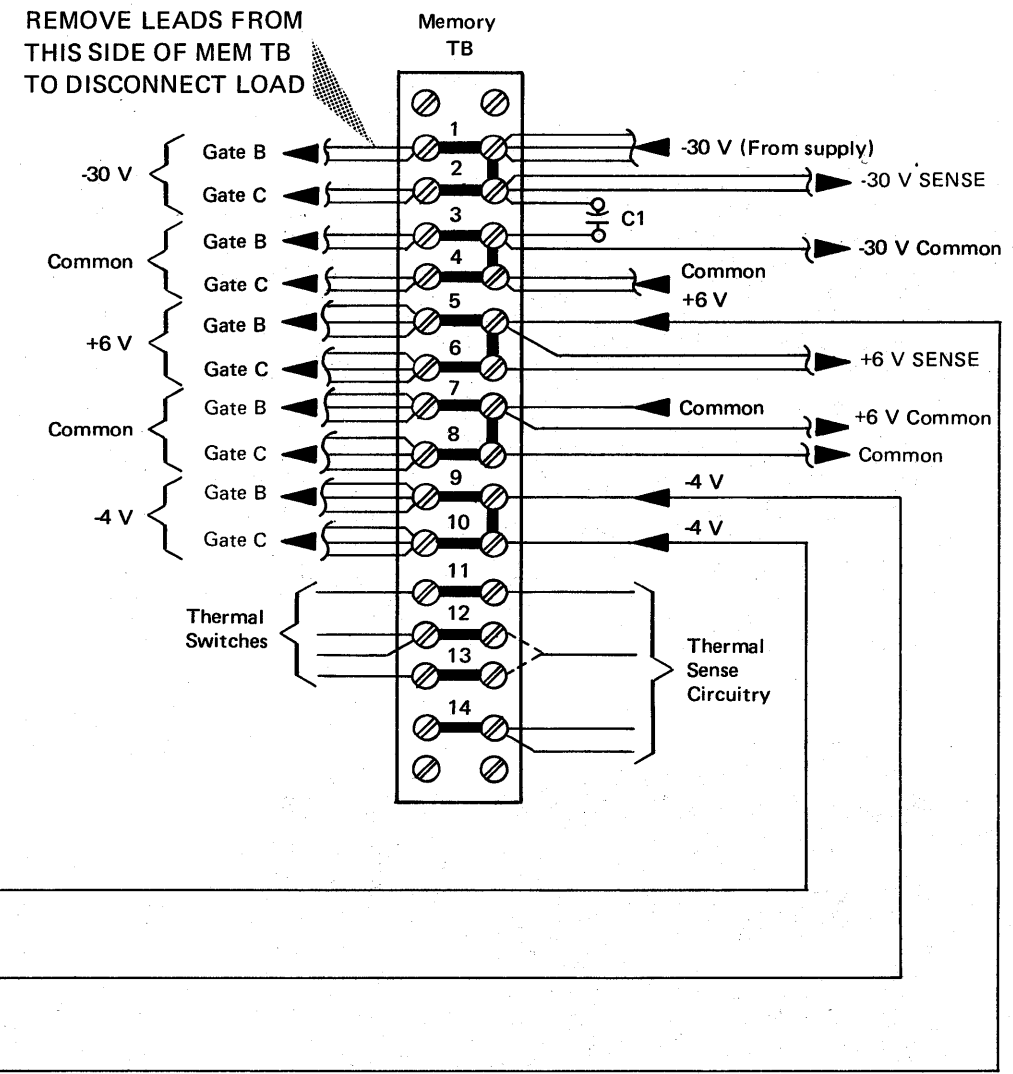 REMOVE LEADS FROM
THIS SIDE OF MEM TB
TO DISCONNECT LOAD
Memory
TB
-30 V
Gate B
1
-30 V (From supply)
Gate C
2
-30 V SENSE
C1
Common
Gate B
3
-30 V Common
Gate C
4
Common
+6 V
+6 V
Gate B
5
Gate C
6
+6 V SENSE
Common
Gate B
7
Common
+6 V Common
Gate C
8
Common
-4 V
Gate B
9
-4 V
Gate C
10
-4 V
Thermal
Switches
11
12
13
14
Thermal
Sense
Circuitry